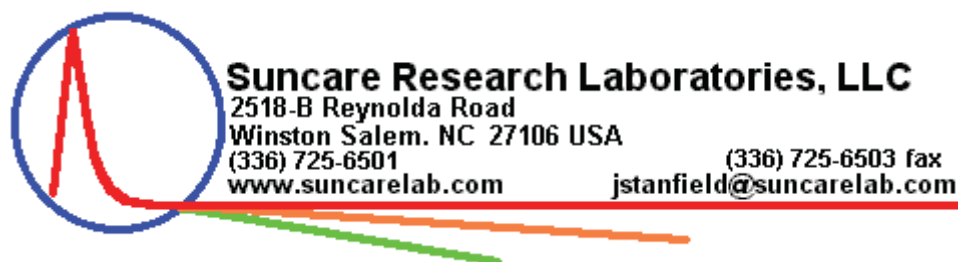 Suncare Research Laboratories, LLC
2518-B Reynolda Road
Winston Salem. NC 27106 USA
(336) 725-6501 (336) 725-6503 fax
www.suncarelab.com jstanfield@suncarelab.com